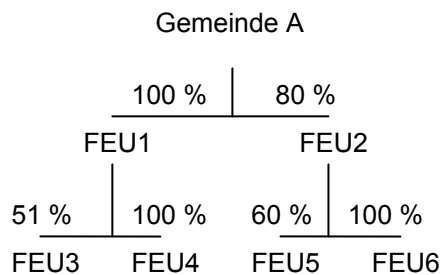 Gemeinde A
100 % 80 %
FEU1 FEU2
51 % 100 % 60 % 100 %
FEU3 FEU4 FEU5 FEU6